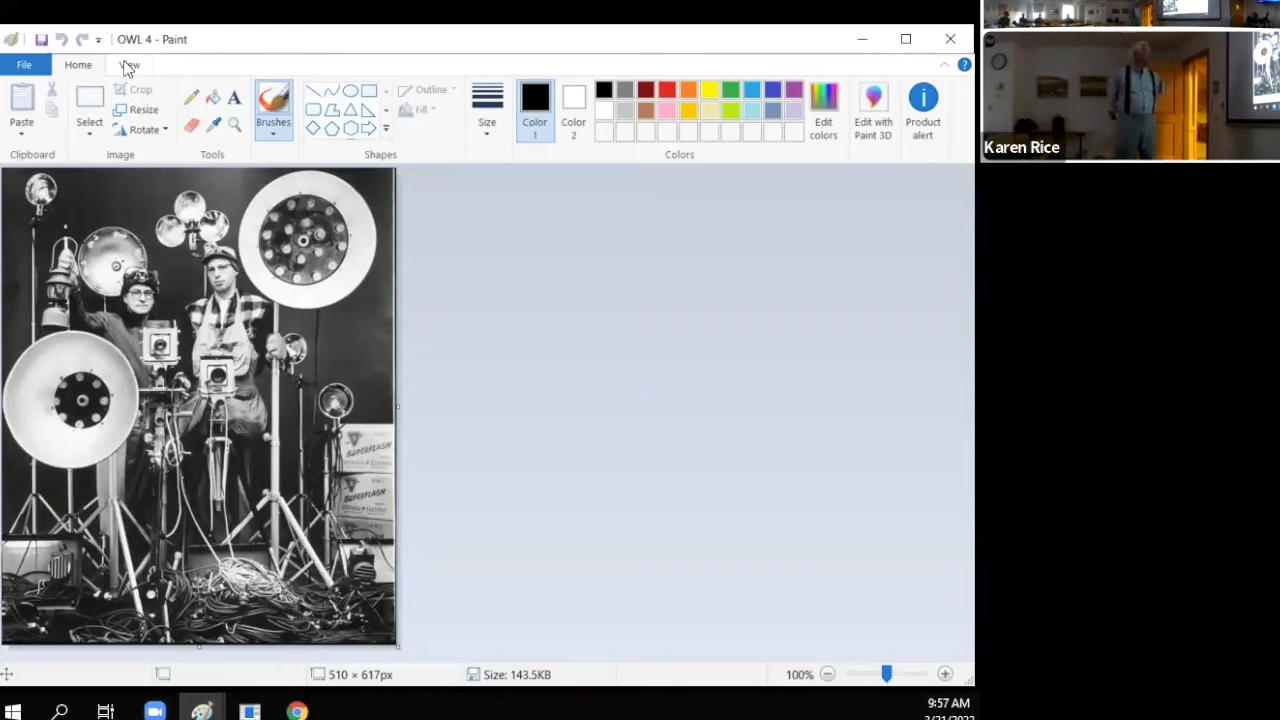 OWL 4 - Paint
File
Home
View
Paste
Crop
Resize
Select
Rotate
Brushes
Outline
Fill
Size
Color
1
Color
2
Edit
colors
Edit with
Paint 3D
Product
alert
Clipboard
Image
Tools
Shapes
Colors
Karen Rice
SUPERFLASH
SUPERFLASH
510 × 617px
Size: 143.5KB
100%
9:57 AM